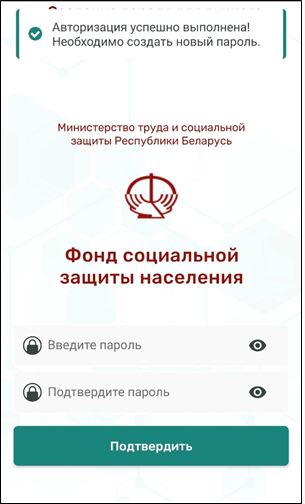 Авторизация успешно выполнена!
Необходимо создать новый пароль.
Министерство труда и социальной
защиты Республики Беларусь
Фонд социальной
защиты населения
Введите пароль
Подтвердите пароль
Подтвердить